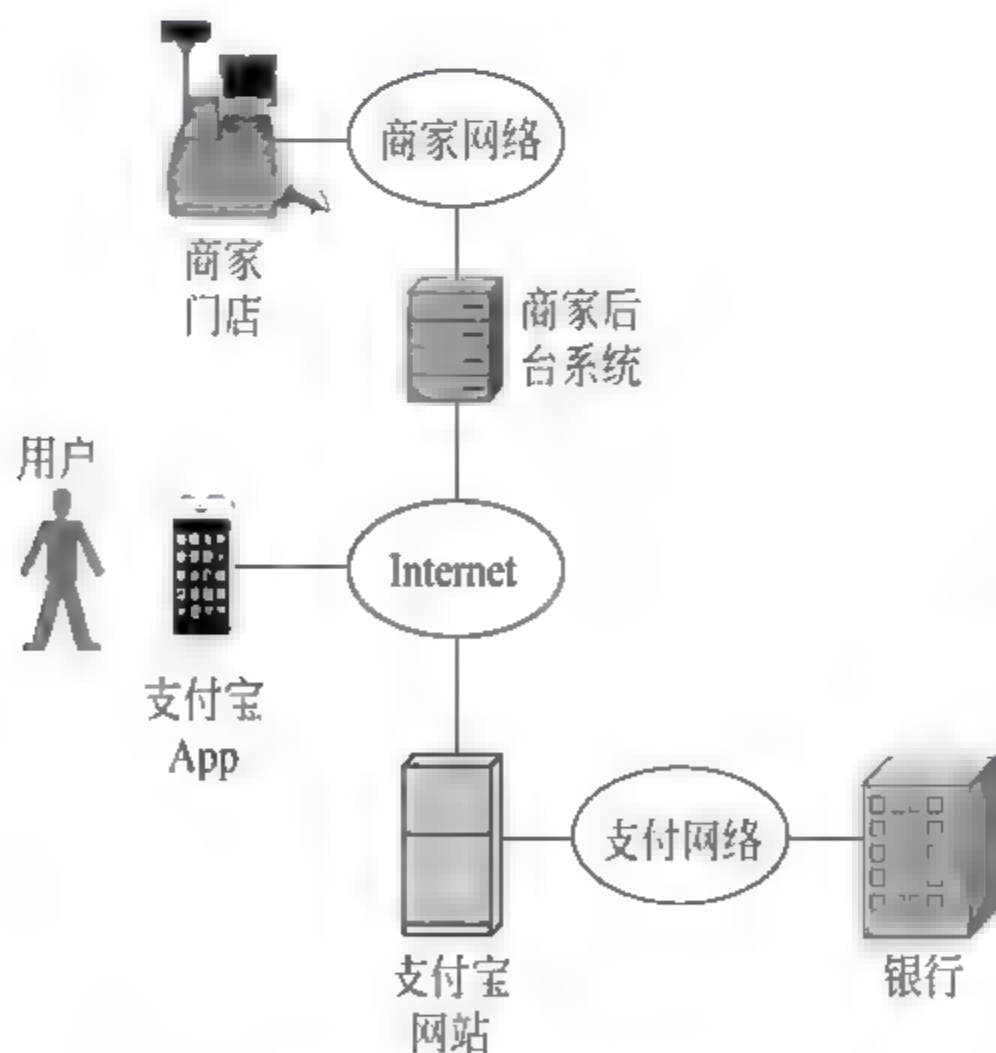 商家网络
商家
门店
商家后
台系统
用户
Internet
支付宝
App
支付网络
支付宝
网站
银行